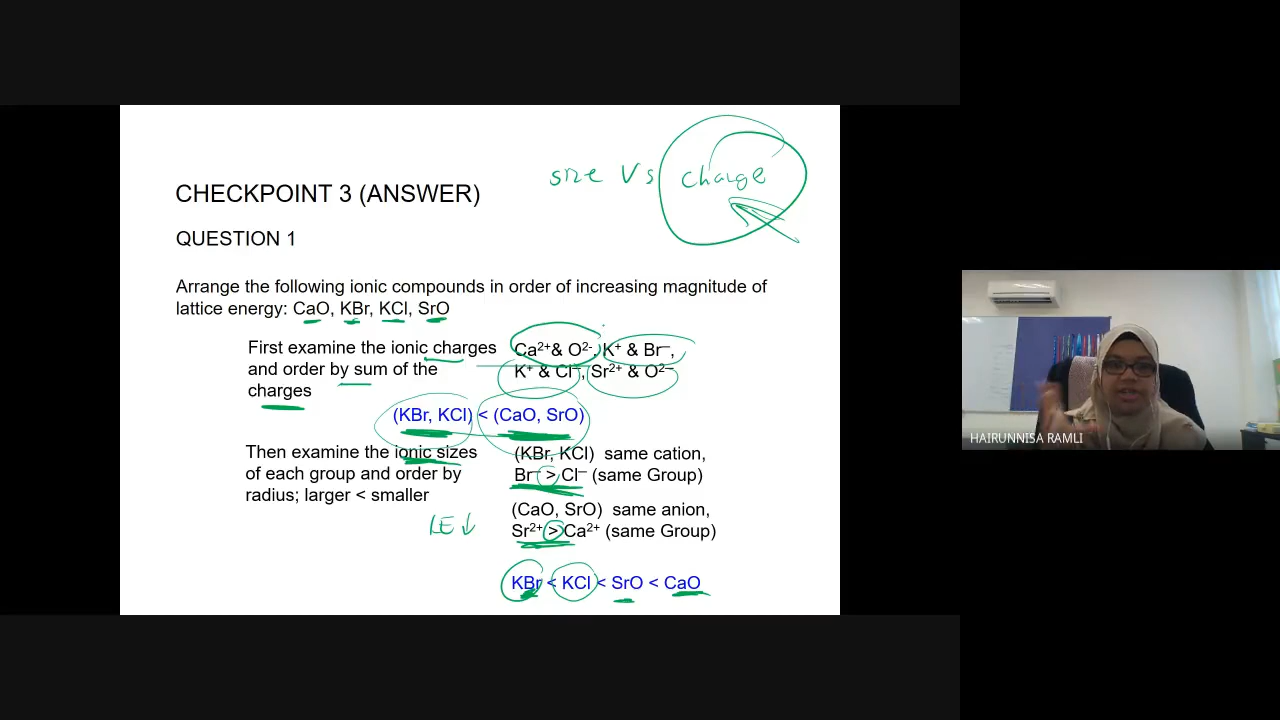 size Vs charge
CHECKPOINT 3 (ANSWER)
QUESTION 1
Arrange the following ionic compounds in order of increasing magnitude of
lattice energy: CaO, KBr, KCl, SrO
First examine the ionic charges
and order by sum of the
charges
Ca²⁺& O²⁻, K⁺ & Br⁻,
K⁺ & Cl⁻, Sr²⁺ & O²⁻
(KBr, KCl) < (CaO, SrO)
Then examine the ionic sizes
of each group and order by
radius; larger < smaller
(KBr, KCl) same cation,
Br⁻ > Cl⁻ (same Group)
(CaO, SrO) same anion,
Sr²⁺ > Ca²⁺ (same Group)
LE ↓
KBr < KCl < SrO < CaO
HAIRUNNISA RAMLI